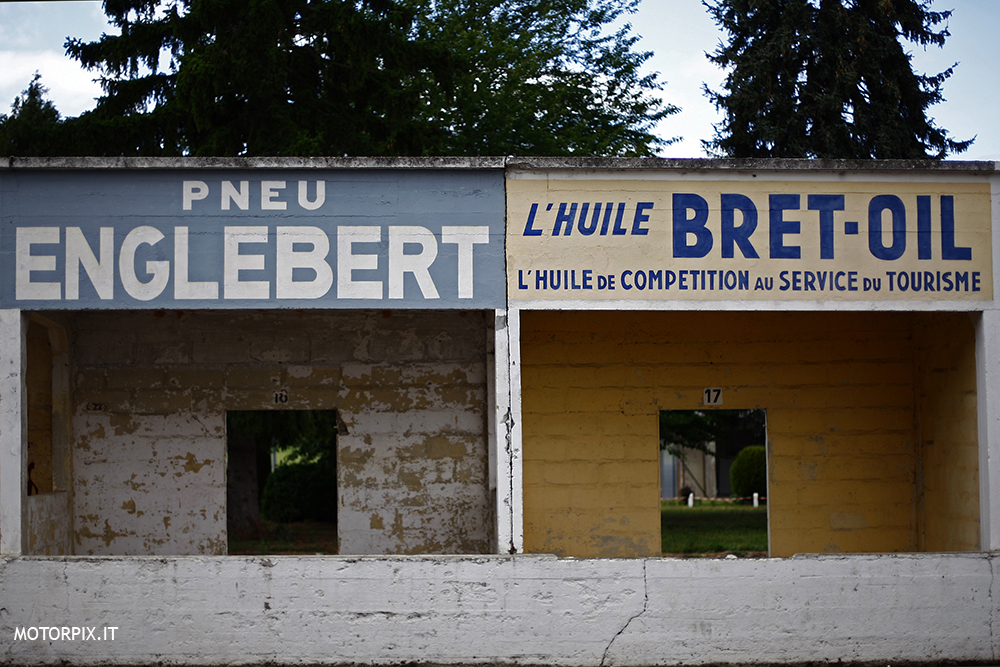 PNEU
ENGLEBERT
L'HUILE BRET-OIL
L'HUILE DE COMPETITION AU SERVICE DU TOURISME
16
17
MOTORPIX.IT